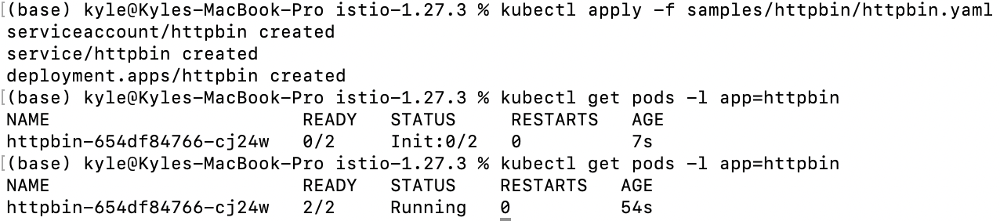 (base) kyle@Kyles-MacBook-Pro istio-1.27.3 % kubectl apply -f samples/httpbin/httpbin.yaml
serviceaccount/httpbin created
service/httpbin created
deployment.apps/httpbin created
(base) kyle@Kyles-MacBook-Pro istio-1.27.3 % kubectl get pods -l app=httpbin
NAME                       READY   STATUS     RESTARTS   AGE
httpbin-654df84766-cj24w   0/2     Init:0/2   0          7s
(base) kyle@Kyles-MacBook-Pro istio-1.27.3 % kubectl get pods -l app=httpbin
NAME                       READY   STATUS    RESTARTS   AGE
httpbin-654df84766-cj24w   2/2     Running   0          54s